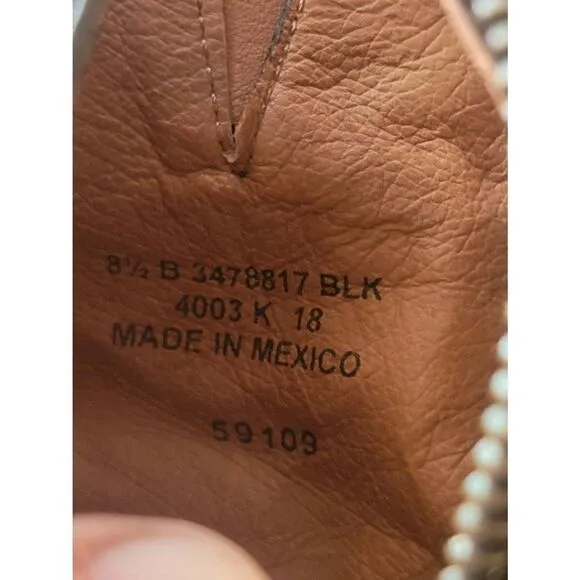 8½ B 3478817 BLK
4003 K 18
MADE IN MEXICO
59109